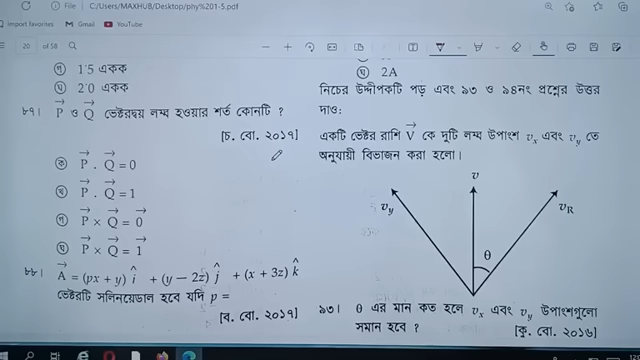 File
C:/Users/MAXHUB/Desktop/phy%201-5.pdf
Import favorites
Gmail
YouTube
20
of 58
গ 1·5 একক
ঘ 2·0 একক
৮৭। P ও Q ভেক্টরদ্বয় লম্ব হওয়ার শর্ত কোনটি ?
[চ. বো. ২০১৭]
ক P . Q = 0
খ P . Q = 1
গ P × Q = 0
ঘ P × Q = 1
৮৮। A = (px + y) i + (y − 2z) j + (x + 3z) k
ভেক্টরটি সলিনয়েডাল হবে যদি p =
[ব. বো. ২০১৭]
ঘ 2A
নিচের উদ্দীপকটি পড় এবং ৯৩ ও ৯৪নং প্রশ্নের উত্তর
দাও:
একটি ভেক্টর রাশি V কে দুটি লম্ব উপাংশ vx এবং vy তে
অনুযায়ী বিভাজন করা হলো।
v
vy
vR
θ
৯৩। θ এর মান কত হলে vx এবং vy উপাংশগুলো
সমান হবে ?
[কু. বো. ২০১৬]